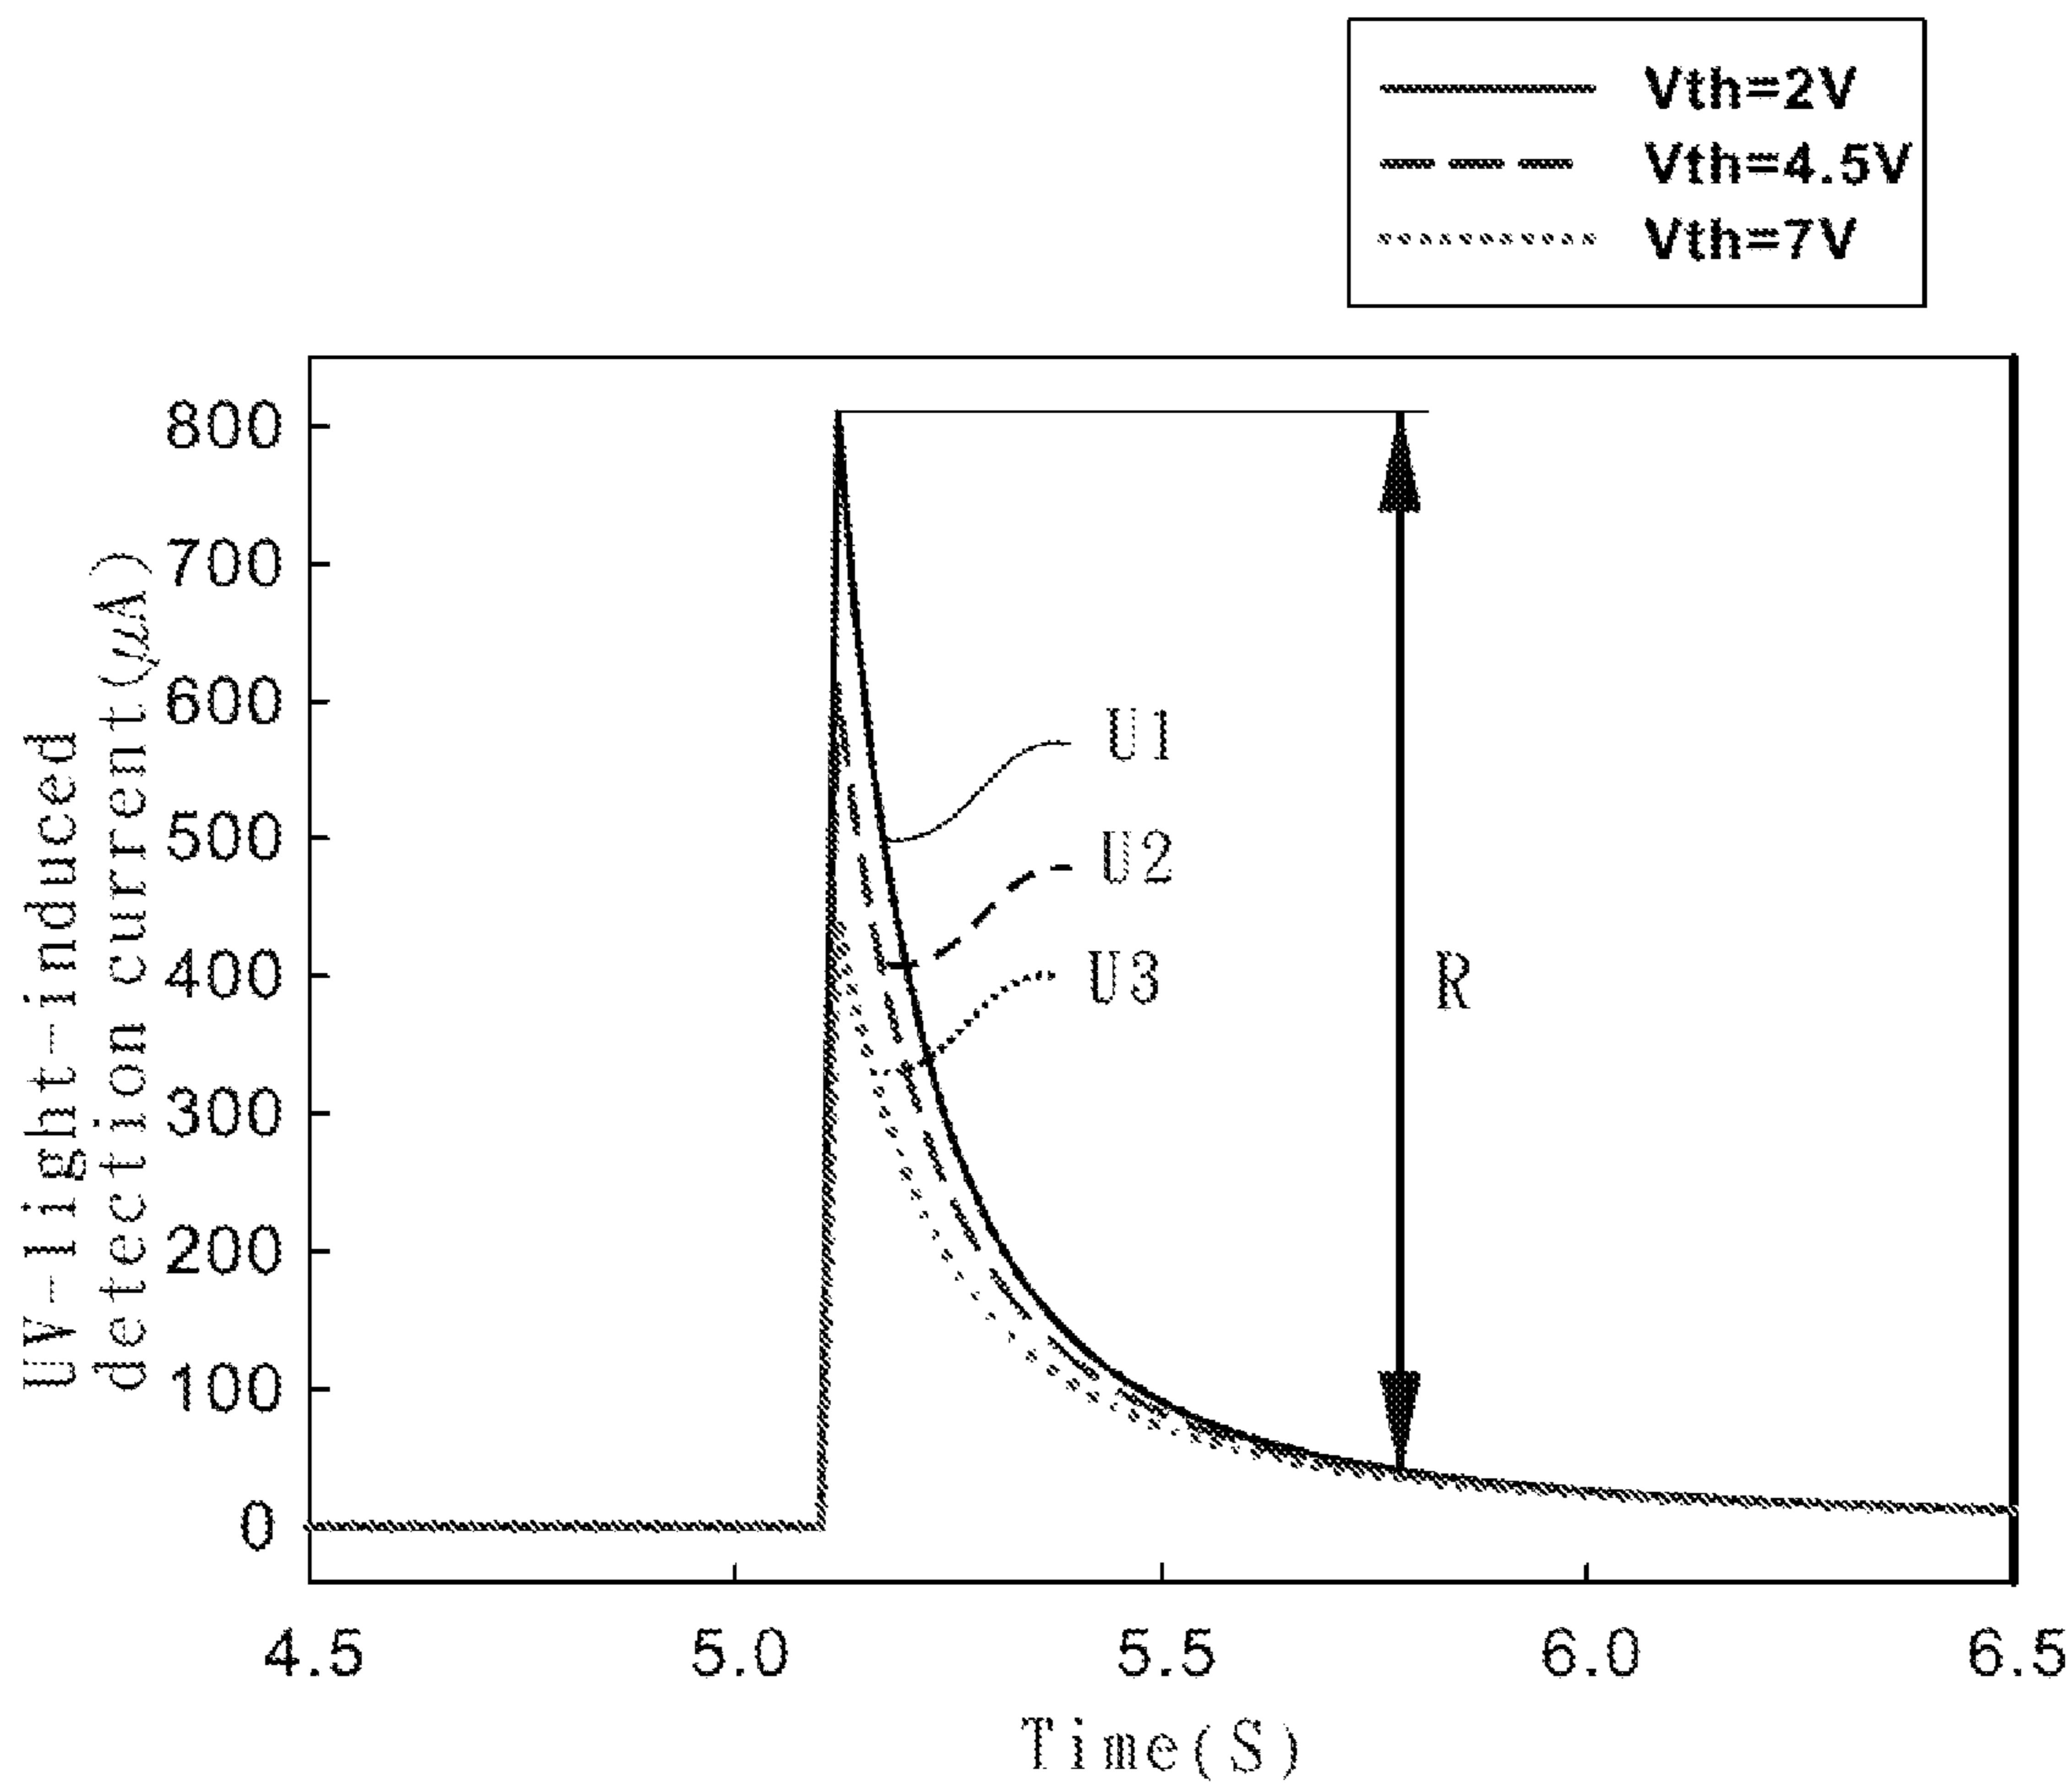 Vth=2V
Vth=4.5V
Vth=7V
UV-light-induced
detection current(μA)
800
700
600
500
400
300
200
100
0
U1
U2
U3
R
4.5 5.0 5.5 6.0 6.5
Time(S)